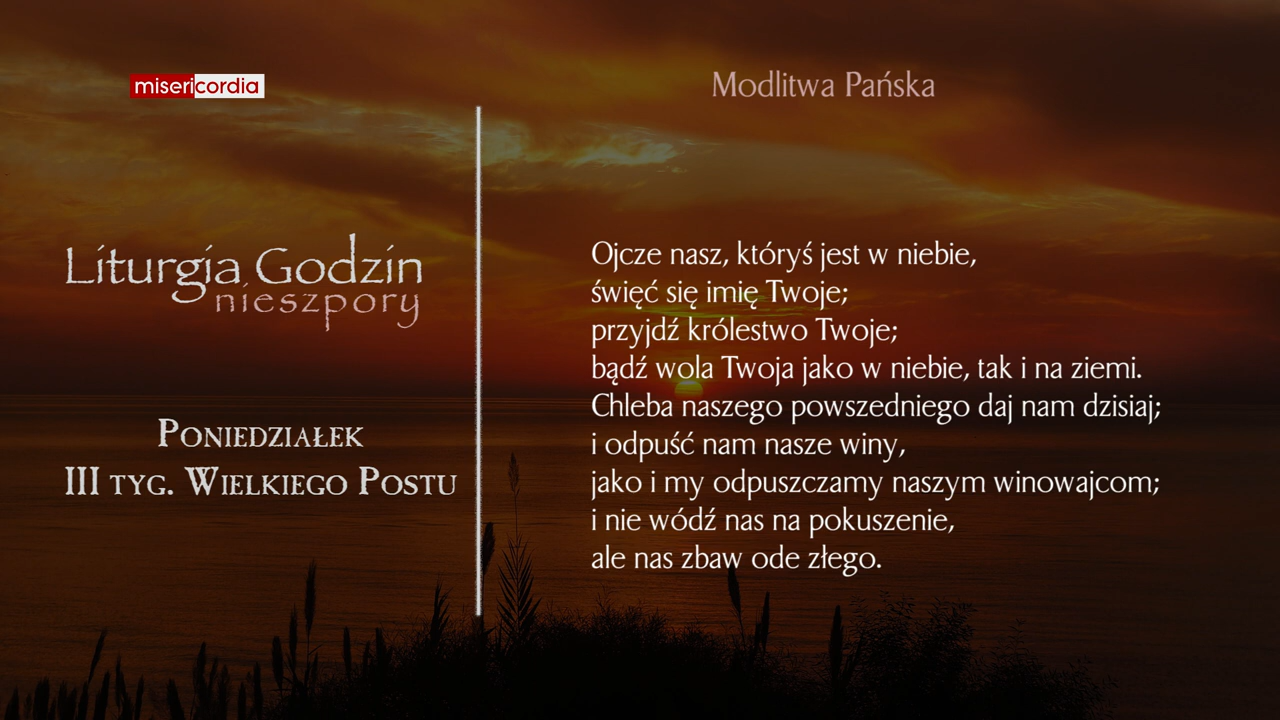 misericordia
Liturgia Godzin
nieszpory
Poniedziałek
III tyg. Wielkiego Postu
Modlitwa Pańska
Ojcze nasz, któryś jest w niebie,
święć się imię Twoje;
przyjdź królestwo Twoje;
bądź wola Twoja jako w niebie, tak i na ziemi.
Chleba naszego powszedniego daj nam dzisiaj;
i odpuść nam nasze winy,
jako i my odpuszczamy naszym winowajcom;
i nie wódź nas na pokuszenie,
ale nas zbaw ode złego.